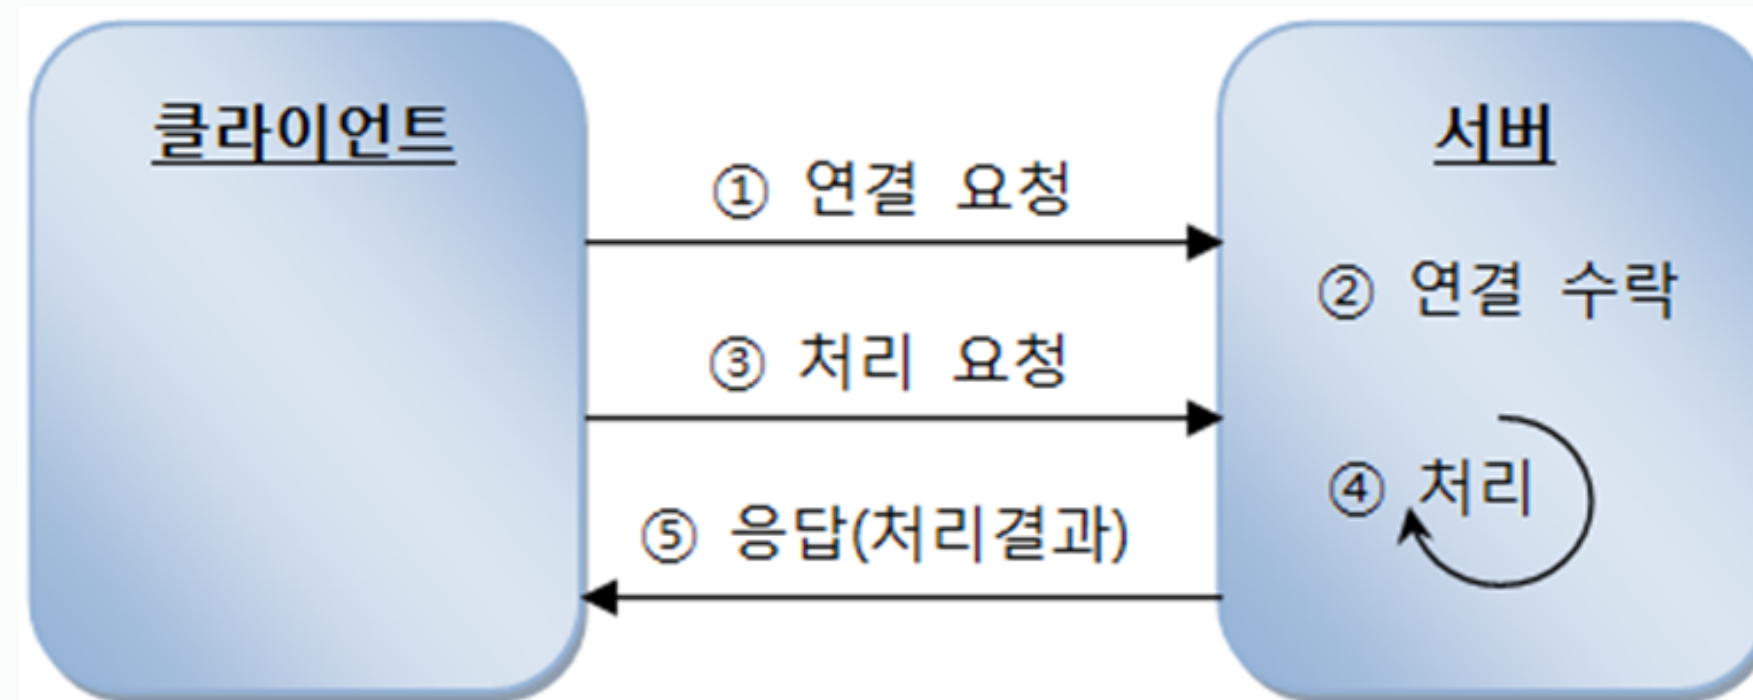 클라이언트
서버
① 연결 요청
② 연결 수락
③ 처리 요청
④ 처리
⑤ 응답(처리결과)